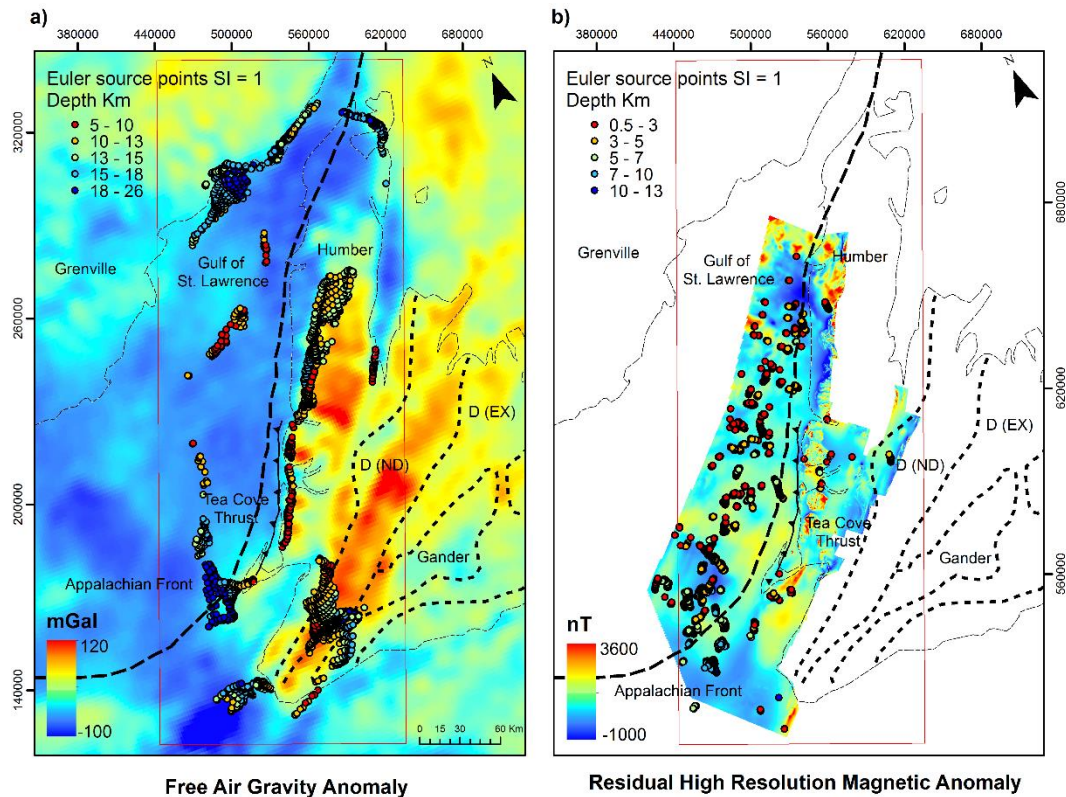 a)
380000 440000 500000 560000 620000 680000
Euler source points SI = 1
Depth Km
5 - 10
10 - 13
13 - 15
15 - 18
18 - 26
N
320000
260000
200000
140000
Grenville
Gulf of
St. Lawrence
Humber
D (EX)
D (ND)
Tea Cove
Thrust
Gander
Appalachian Front
mGal
120
-100
0 15 30 60 Km
Free Air Gravity Anomaly
b)
380000 440000 500000 560000 620000 680000
Euler source points SI = 1
Depth Km
0.5 - 3
3 - 5
5 - 7
7 - 10
10 - 13
N
680000
620000
560000
Grenville
Gulf of
St. Lawrence
Humber
D (EX)
D (ND)
Tea Cove
Thrust
Gander
Appalachian Front
nT
3600
-1000
Residual High Resolution Magnetic Anomaly